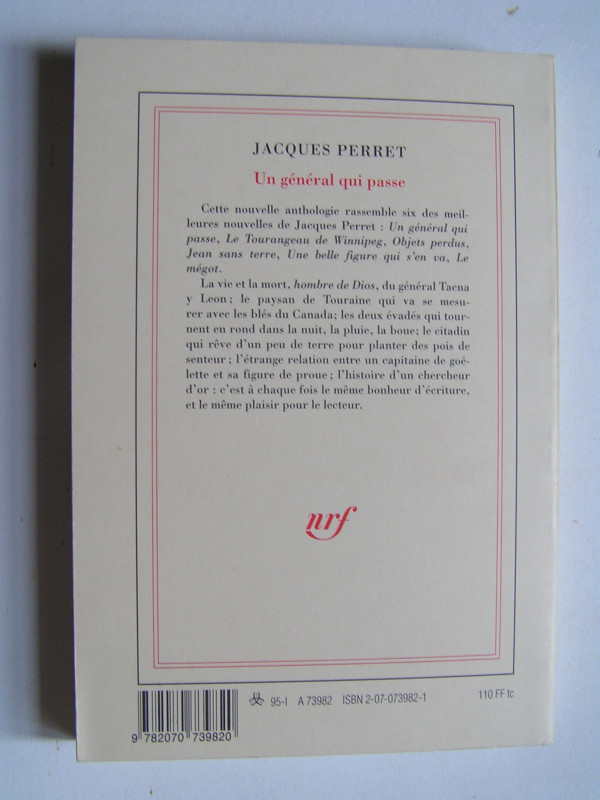 JACQUES PERRET
Un général qui passe
Cette nouvelle anthologie rassemble six des meil-
leures nouvelles de Jacques Perret : Un général qui
passe, Le Tourangeau de Winnipeg, Objets perdus,
Jean sans terre, Une belle figure qui s'en va, Le
mégot.
La vie et la mort, hombre de Dios, du général Tacna
y Leon ; le paysan de Touraine qui va se mesu-
rer avec les blés du Canada; les deux évadés qui tour-
nent en rond dans la nuit, la pluie, la boue; le citadin
qui rêve d'un peu de terre pour planter des pois de
senteur ; l'étrange relation entre un capitaine de goé-
lette et sa figure de proue ; l'histoire d'un chercheur
d'or : c'est à chaque fois le même bonheur d'écriture,
et le même plaisir pour le lecteur.
nrf
95-I A 73982 ISBN 2-07-073982-1 110 FF tc
9 782070 739820